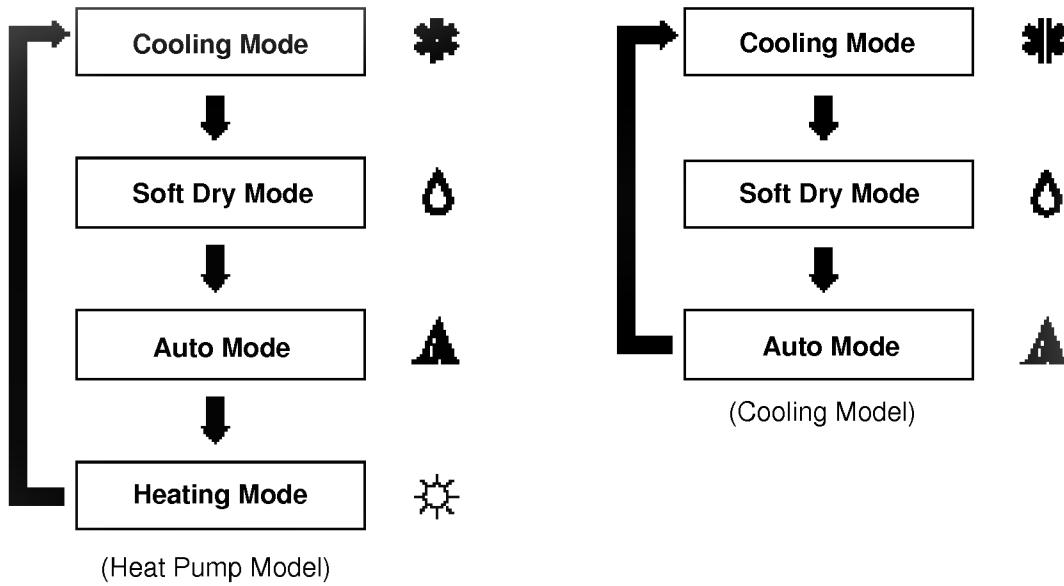 Cooling Mode
Soft Dry Mode
Auto Mode
Heating Mode
(Heat Pump Model)
Cooling Mode
Soft Dry Mode
Auto Mode
(Cooling Model)